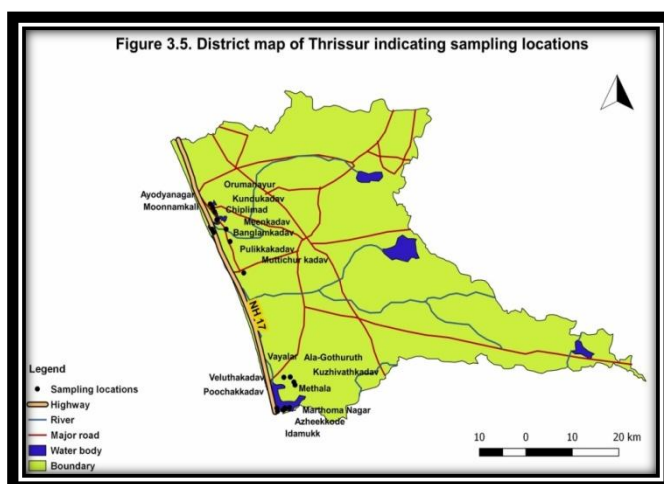 Figure 3.5. District map of Thrissur indicating sampling locations
Orumanayur
Ayodyanagar
Kundukadav
Moonnamkall
Chiplimad
Meenkadav
Banglamkadav
Pulikkakadav
Muttichur kadav
NH 17
Vayalar
Ala-Gothuruth
Kuzhivathkadav
Veluthakadav
Methala
Poochakkadav
Marthoma Nagar
Azheekkode
Idamukk
Legend
Sampling locations
Highway
River
Major road
Water body
Boundary
10 0 10 20 km